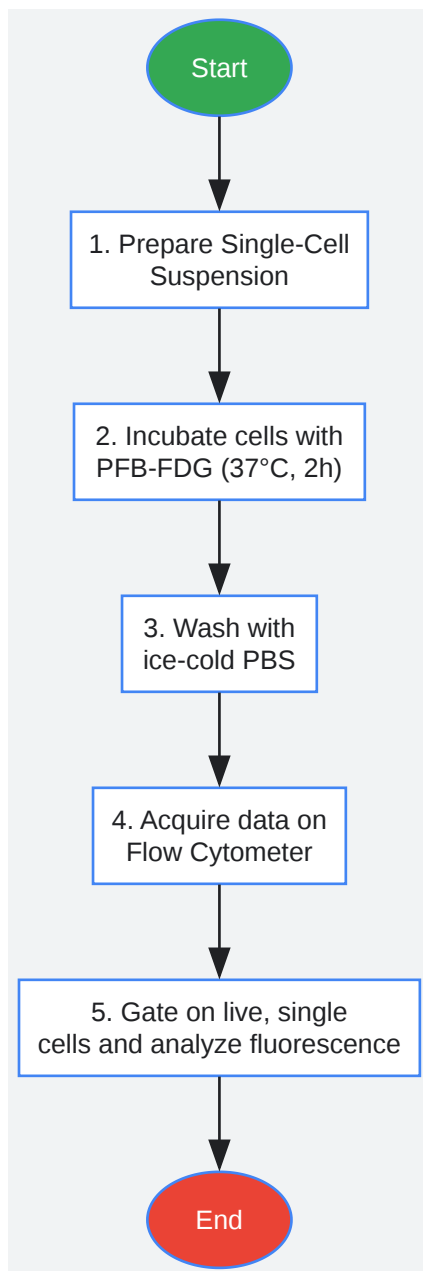 Start
1. Prepare Single-Cell
Suspension
2. Incubate cells with
PFB-FDG (37°C, 2h)
3. Wash with
ice-cold PBS
4. Acquire data on
Flow Cytometer
5. Gate on live, single
cells and analyze fluorescence
End